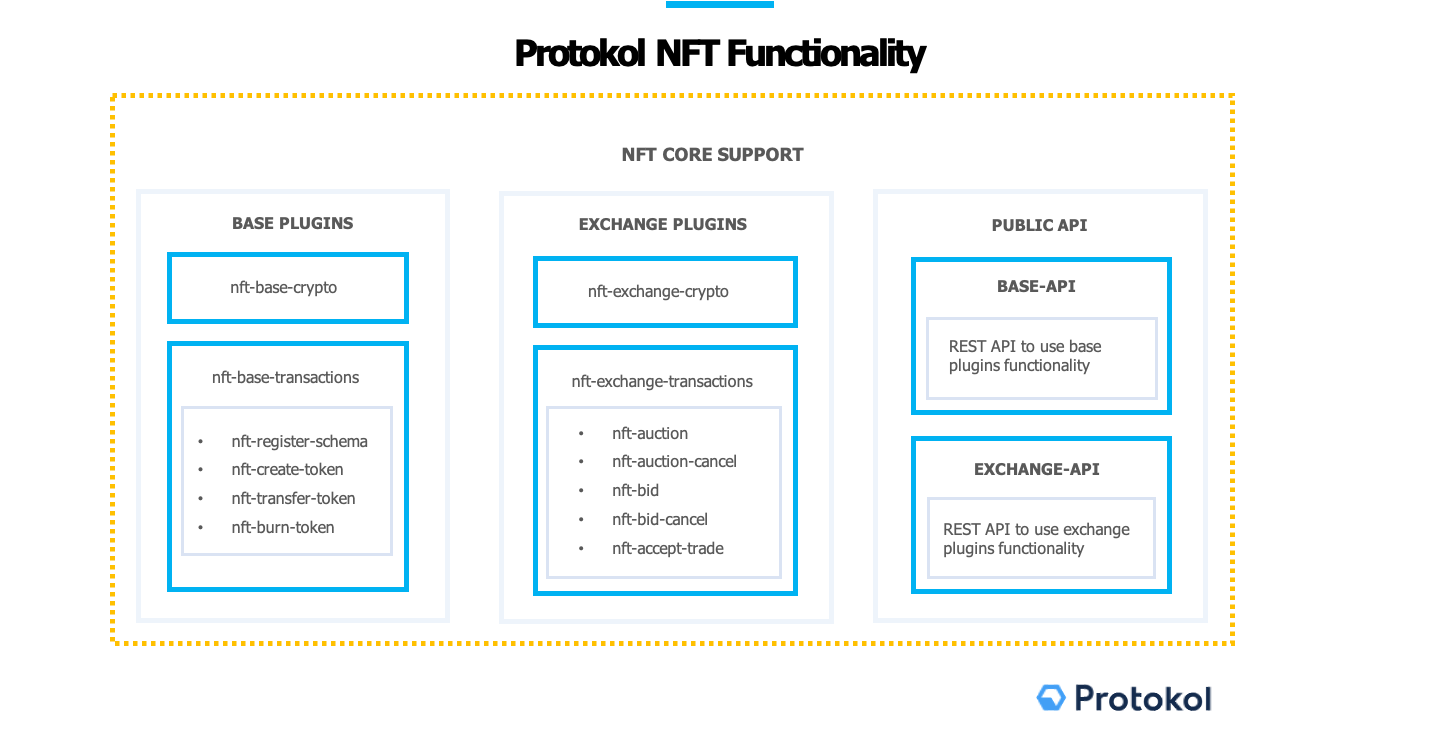 Protokol NFT Functionality
NFT CORE SUPPORT
BASE PLUGINS
nft-base-crypto
nft-base-transactions
• nft-register-schema
• nft-create-token
• nft-transfer-token
• nft-burn-token
EXCHANGE PLUGINS
nft-exchange-crypto
nft-exchange-transactions
• nft-auction
• nft-auction-cancel
• nft-bid
• nft-bid-cancel
• nft-accept-trade
PUBLIC API
BASE-API
REST API to use base
plugins functionality
EXCHANGE-API
REST API to use exchange
plugins functionality
Protokol